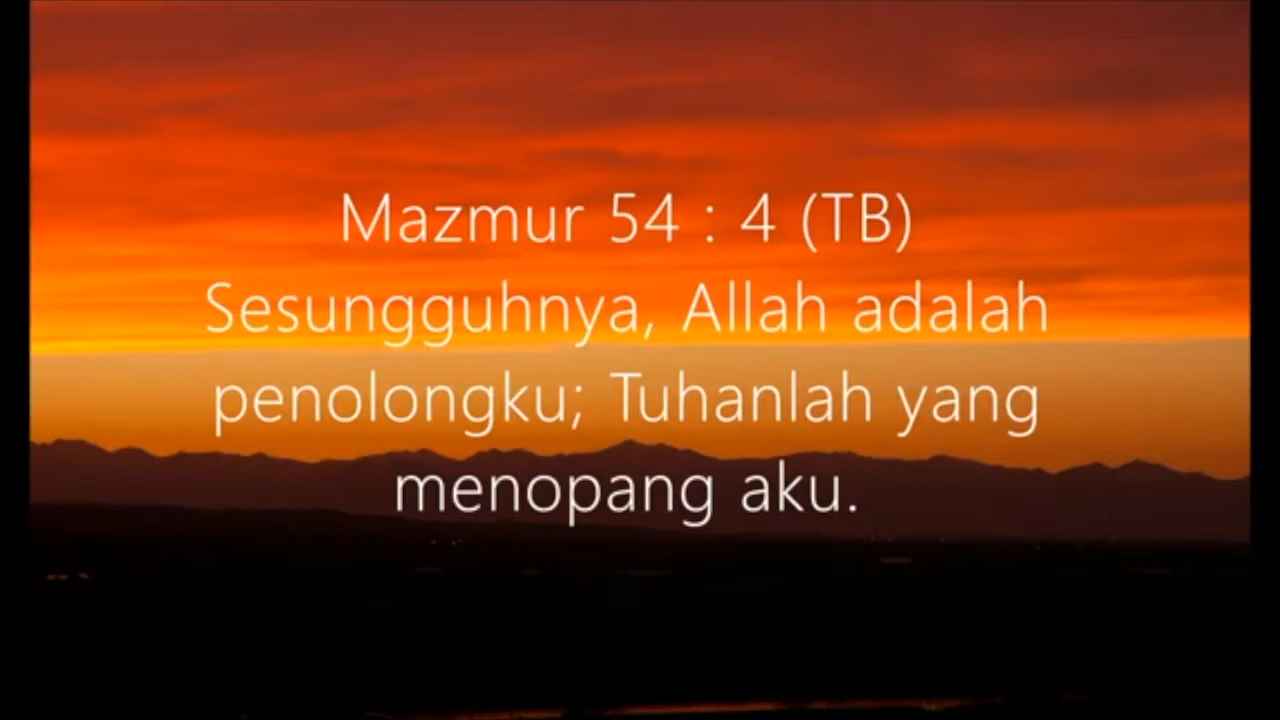 Mazmur 54 : 4 (TB)
Sesungguhnya, Allah adalah
penolongku; Tuhanlah yang
menopang aku.